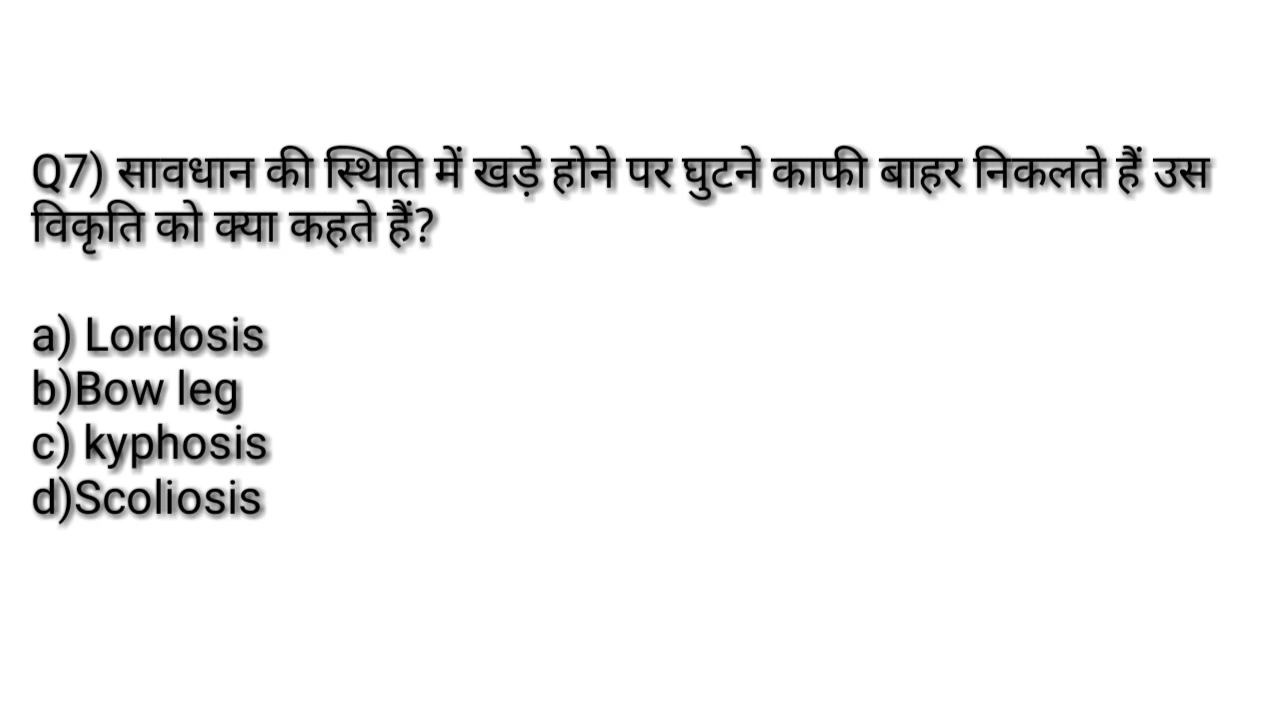 Q7) सावधान की स्थिति में खड़े होने पर घुटने काफी बाहर निकलते हैं उस
विकृति को क्या कहते हैं?
a) Lordosis
b)Bow leg
c) kyphosis
d)Scoliosis